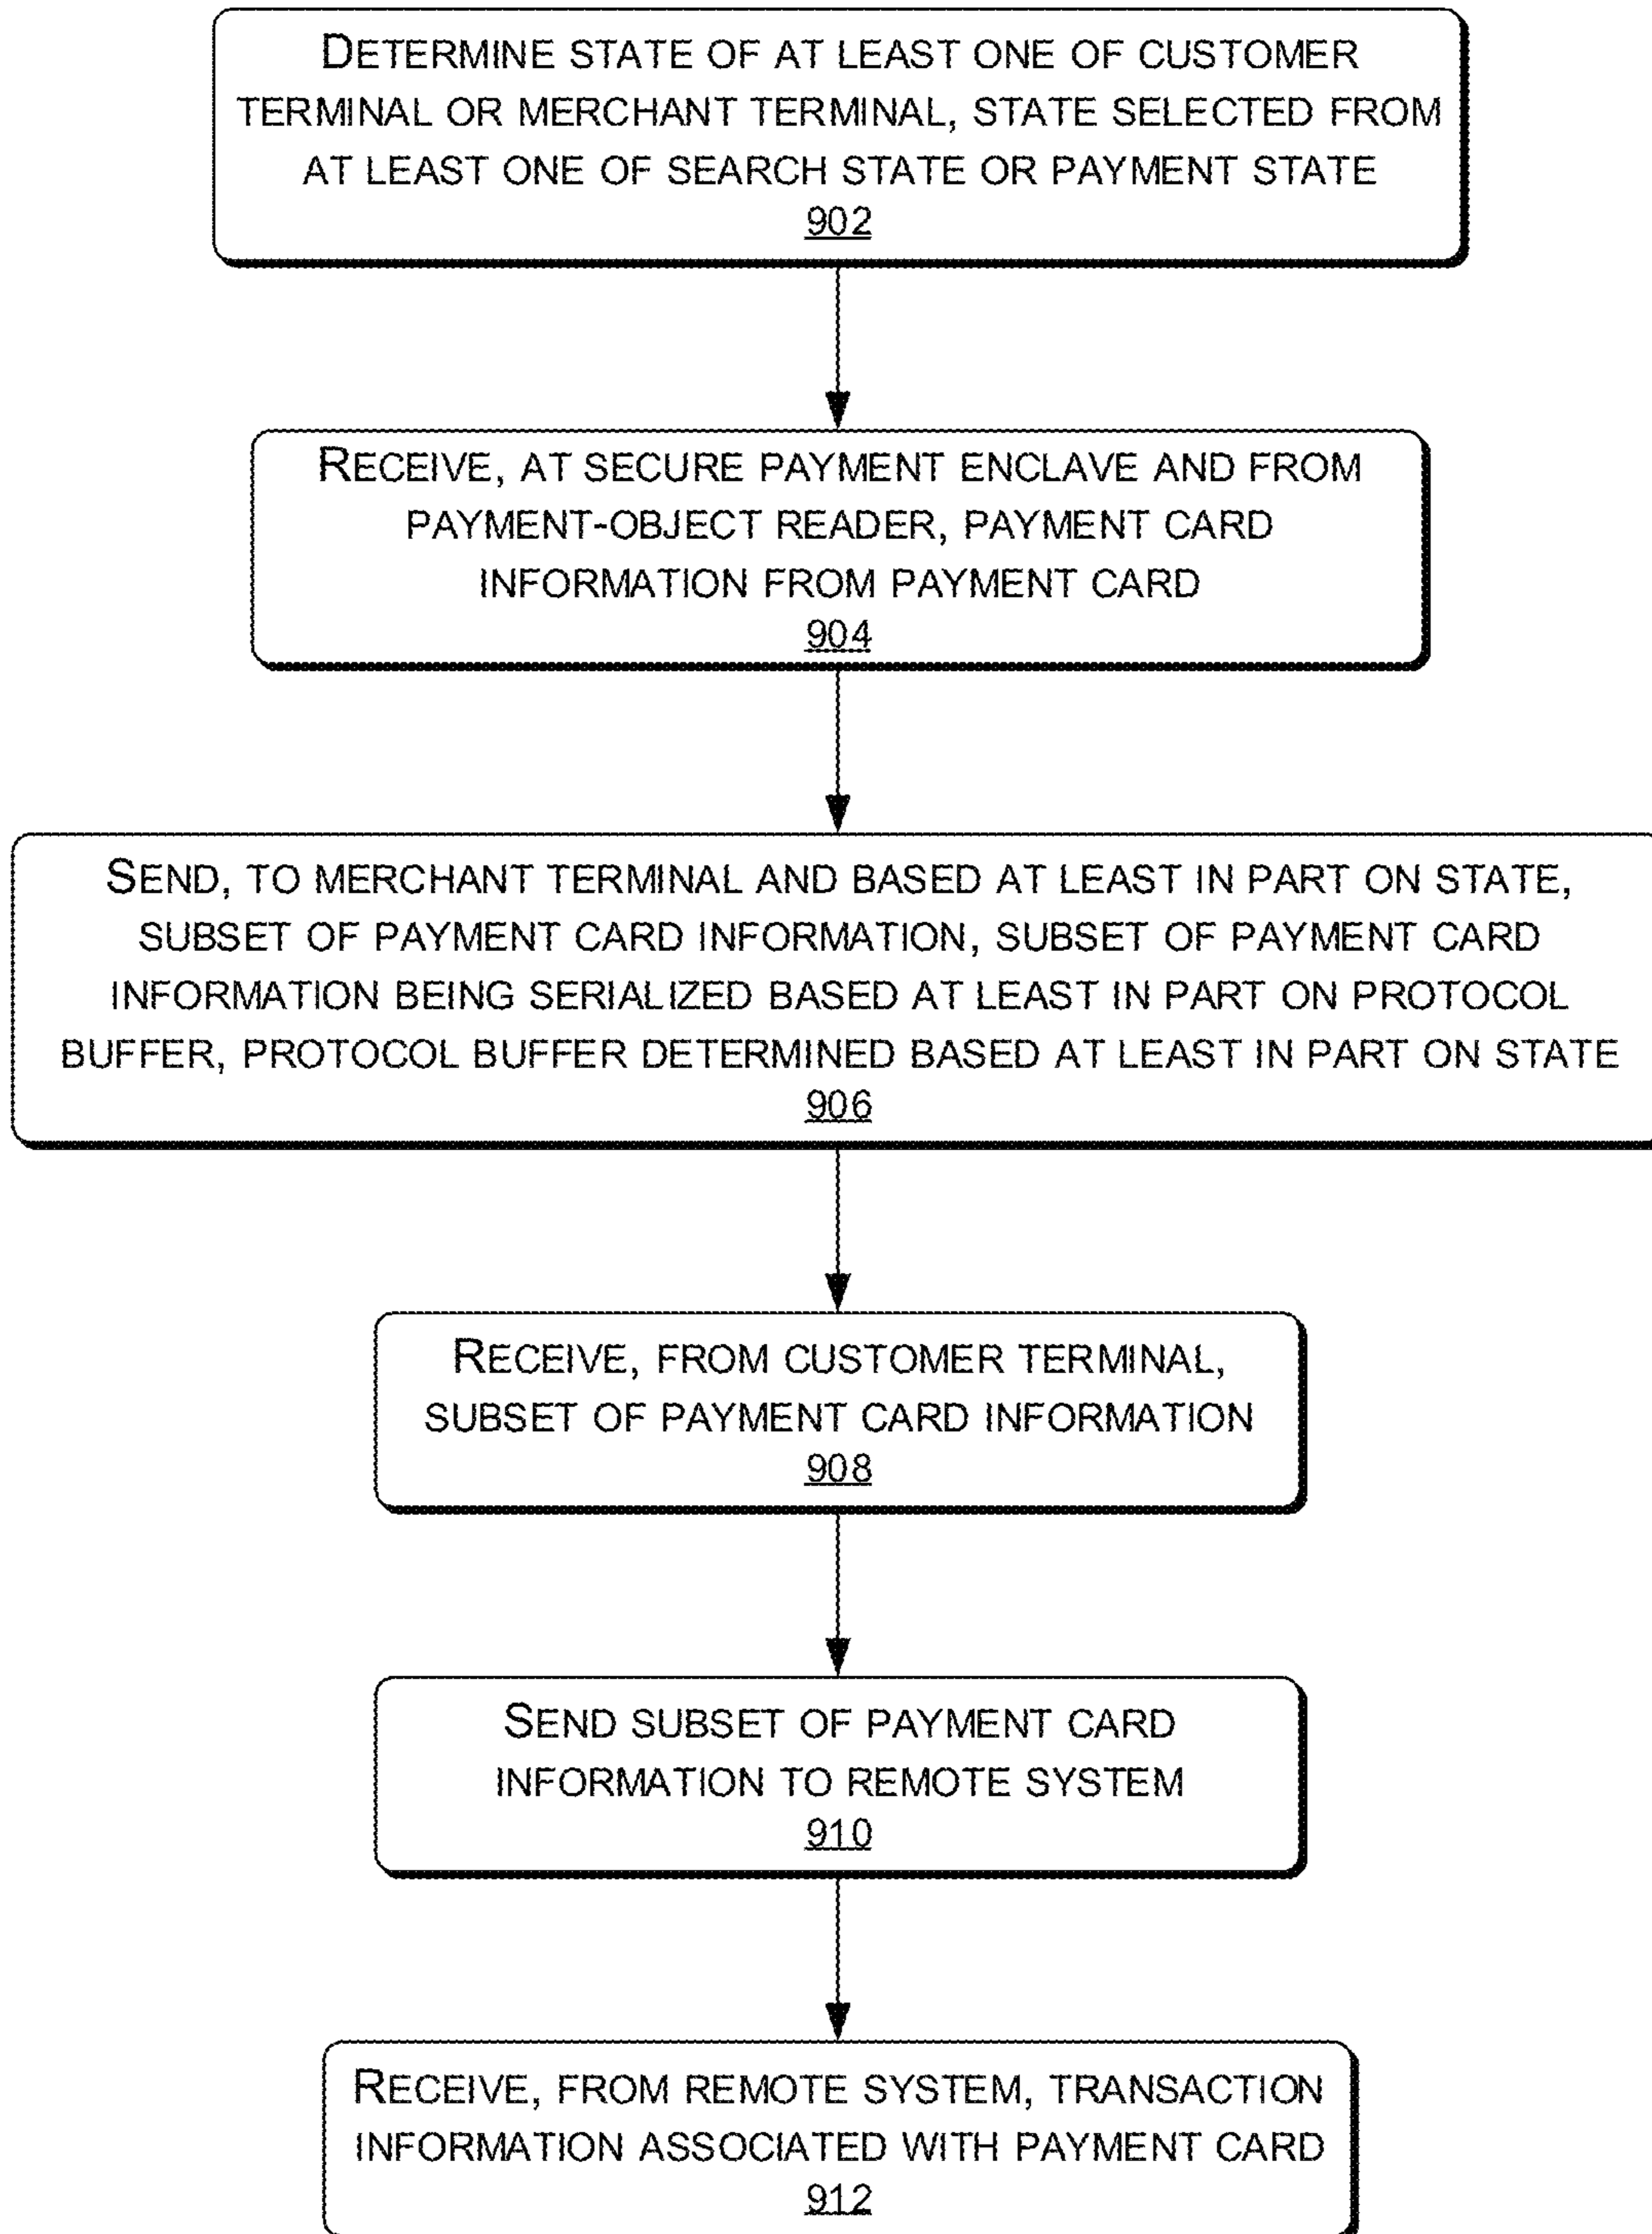 DETERMINE STATE OF AT LEAST ONE OF CUSTOMER
TERMINAL OR MERCHANT TERMINAL, STATE SELECTED FROM
AT LEAST ONE OF SEARCH STATE OR PAYMENT STATE
902
RECEIVE, AT SECURE PAYMENT ENCLAVE AND FROM
PAYMENT-OBJECT READER, PAYMENT CARD
INFORMATION FROM PAYMENT CARD
904
SEND, TO MERCHANT TERMINAL AND BASED AT LEAST IN PART ON STATE,
SUBSET OF PAYMENT CARD INFORMATION, SUBSET OF PAYMENT CARD
INFORMATION BEING SERIALIZED BASED AT LEAST IN PART ON PROTOCOL
BUFFER, PROTOCOL BUFFER DETERMINED BASED AT LEAST IN PART ON STATE
906
RECEIVE, FROM CUSTOMER TERMINAL,
SUBSET OF PAYMENT CARD INFORMATION
908
SEND SUBSET OF PAYMENT CARD
INFORMATION TO REMOTE SYSTEM
910
RECEIVE, FROM REMOTE SYSTEM, TRANSACTION
INFORMATION ASSOCIATED WITH PAYMENT CARD
912